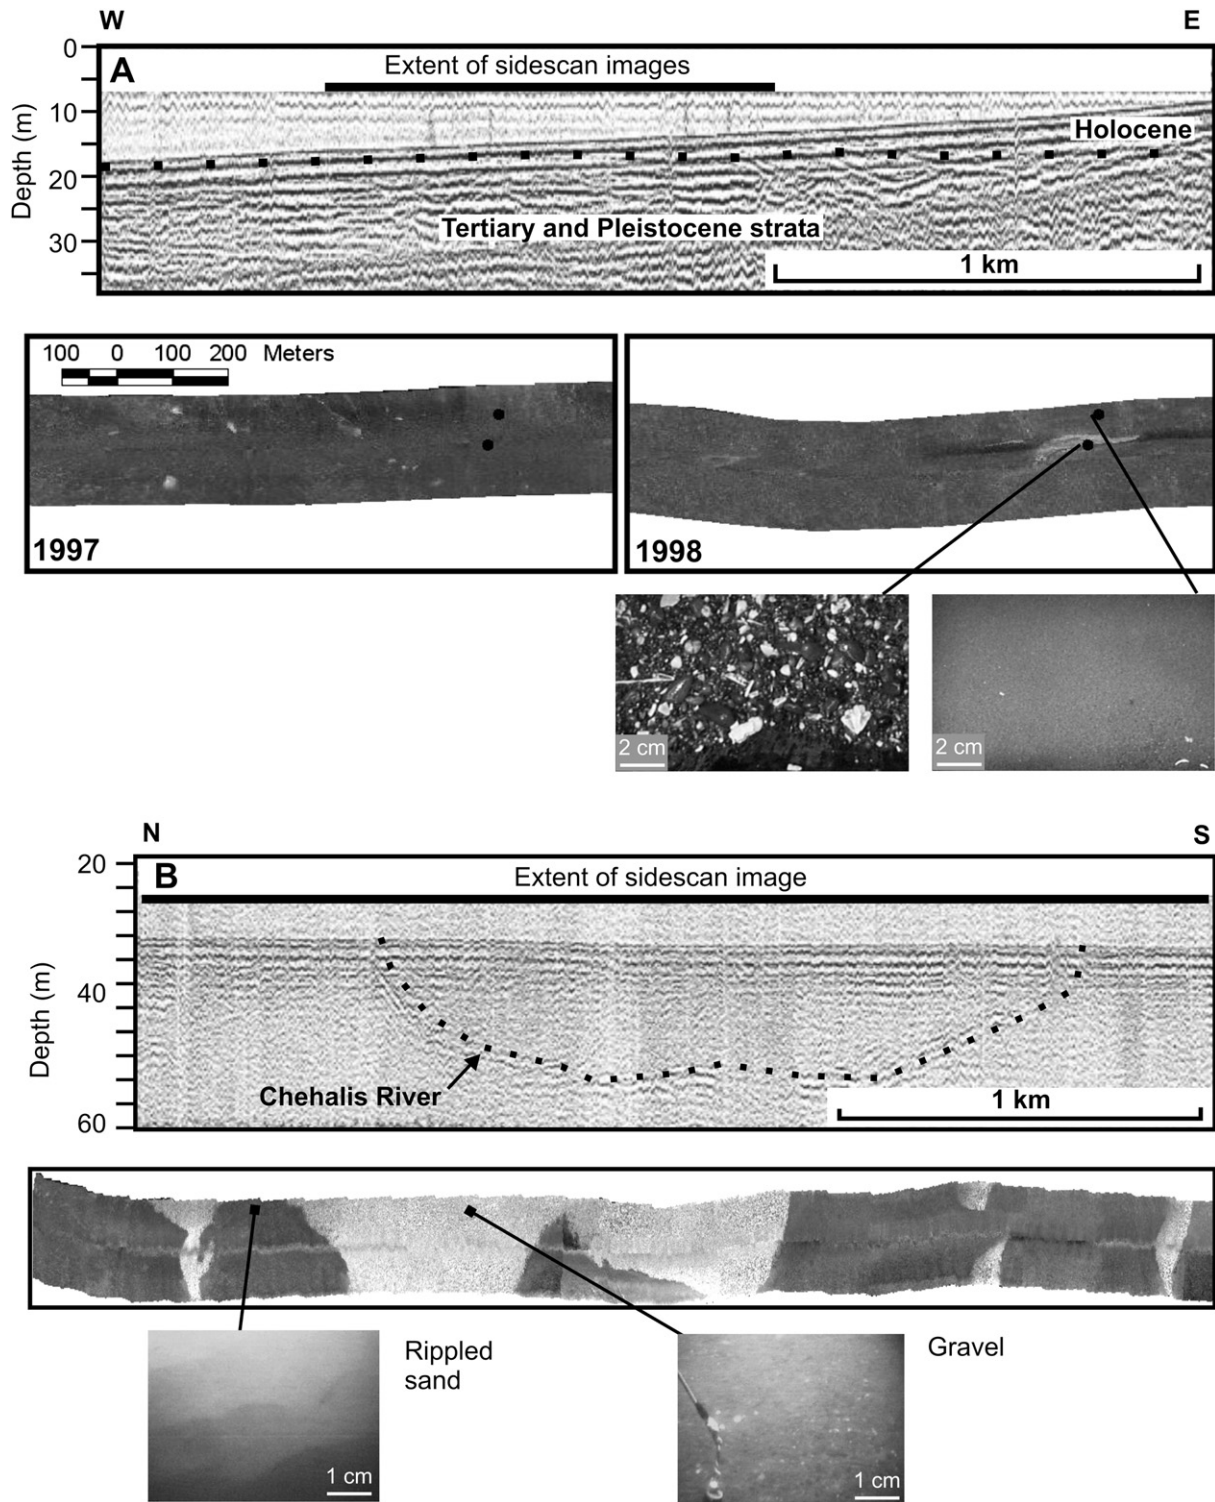 W E
0
A Extent of sidescan images
10
Holocene
20
Tertiary and Pleistocene strata
30
1 km
Depth (m)
100 0 100 200 Meters
1997
1998
2 cm
2 cm
N S
20
B Extent of sidescan image
40
Depth (m)
Chehalis River
1 km
60
Rippled
sand
Gravel
1 cm
1 cm